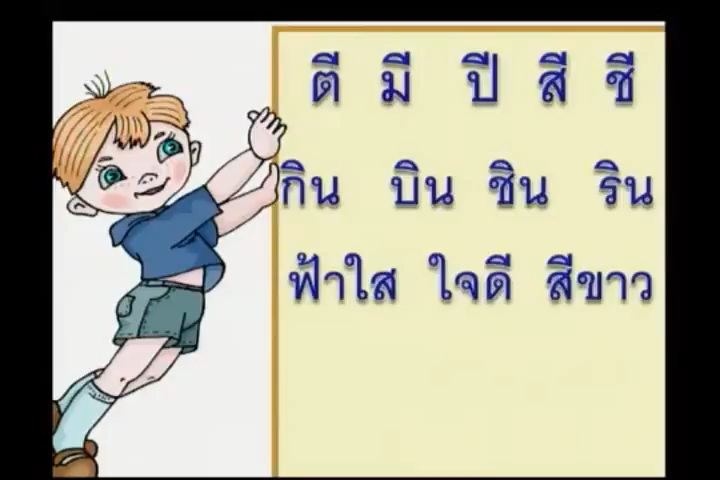 ตี มี ปี สี ชี
กิน บิน ชิน ริน
ฟ้าใส ใจดี สีขาว